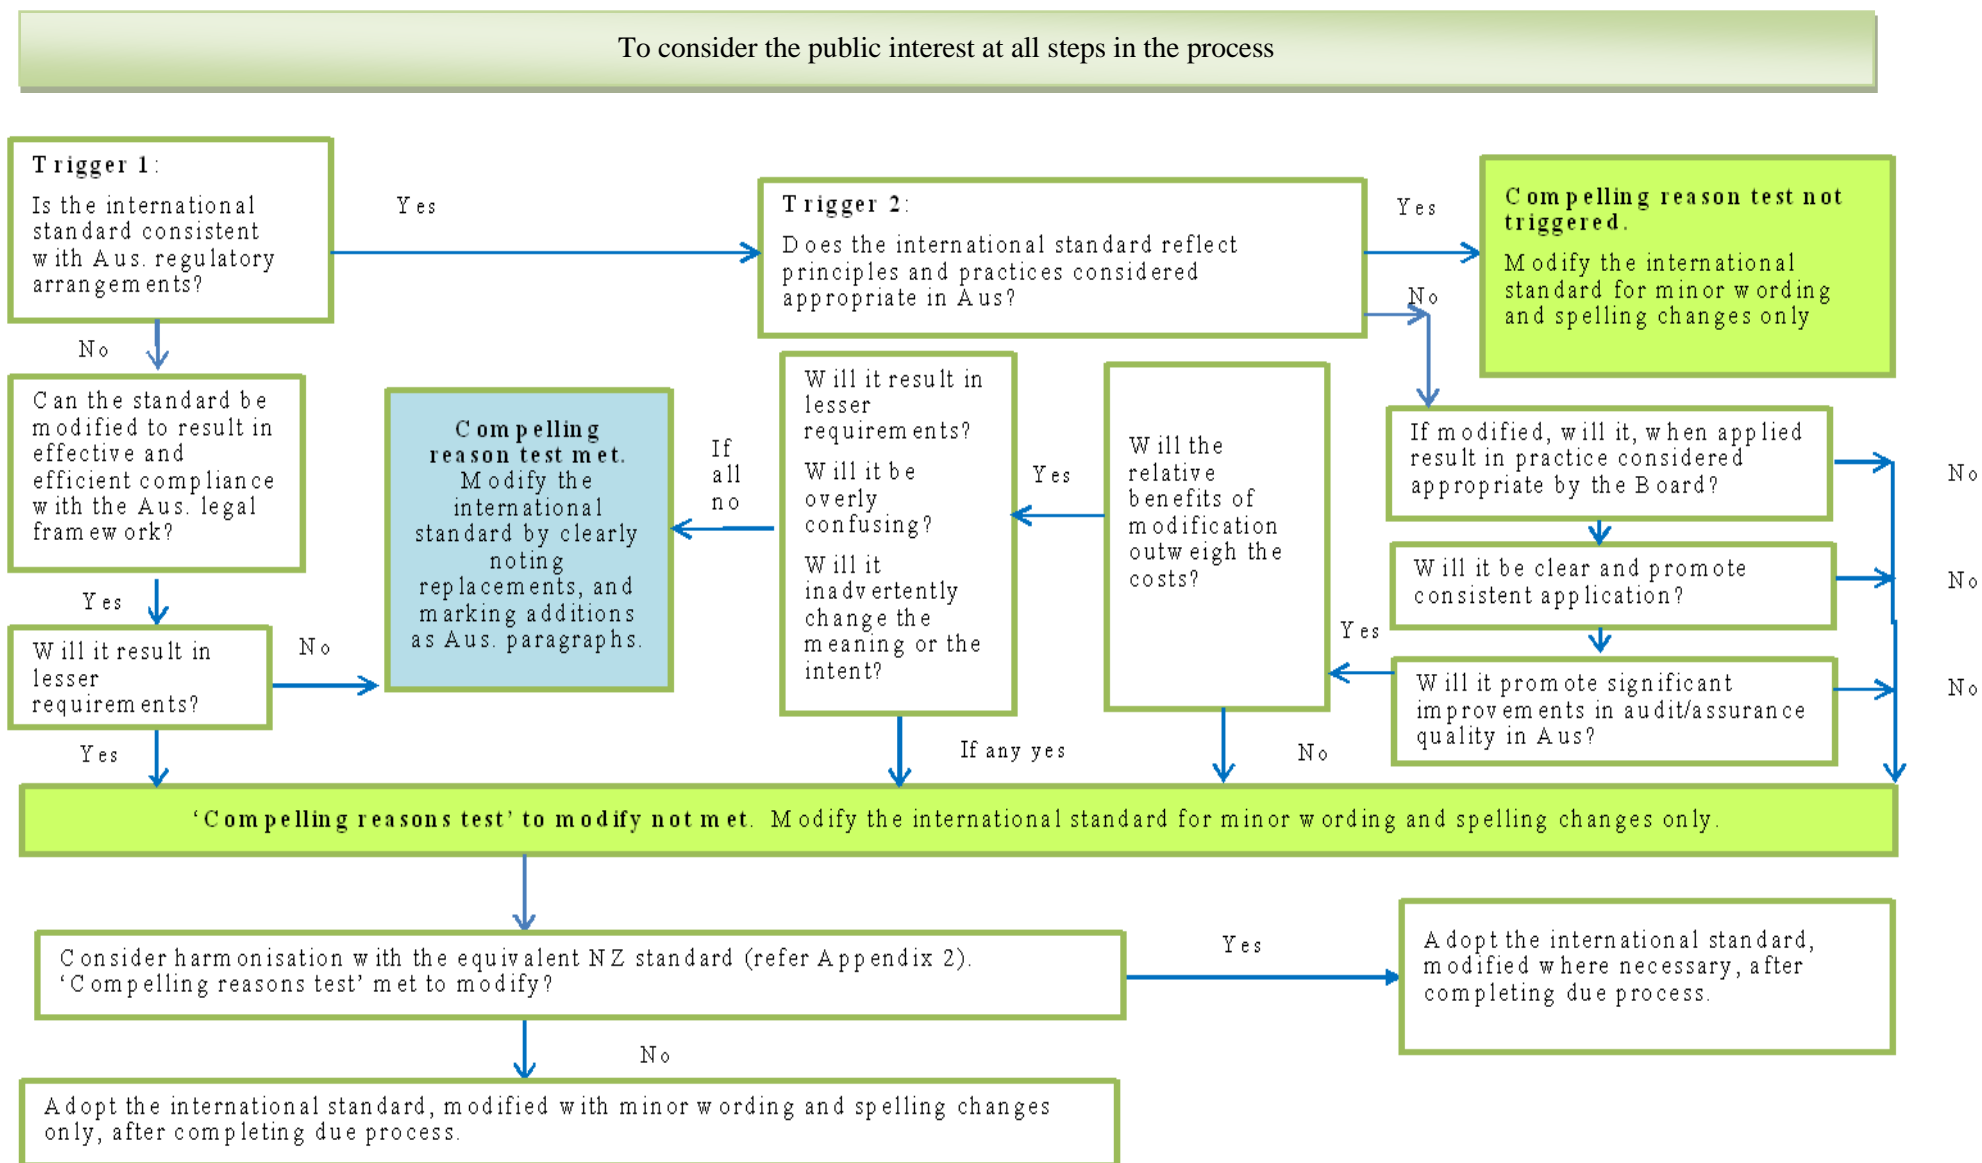 To consider the public interest at all steps in the process
Trigger 1:
Is the international
standard consistent
with Aus. regulatory
arrangements?
Yes
Trigger 2:
Does the international standard reflect
principles and practices considered
appropriate in Aus?
Yes
No
Compelling reason test not
triggered.
Modify the international
standard for minor wording
and spelling changes only
No
Can the standard be
modified to result in
effective and
efficient compliance
with the Aus. legal
framework?
Yes
Will it result in
lesser
requirements?
No
Yes
Compelling
reason test met.
Modify the
international
standard by clearly
noting
replacements, and
marking additions
as Aus. paragraphs.
If
all
no
Will it result in
lesser
requirements?
Will it be
overly
confusing?
Will it
inadvertently
change the
meaning or the
intent?
If any yes
Yes
Will the
relative
benefits of
modification
outweigh the
costs?
No
Yes
If modified, will it, when applied
result in practice considered
appropriate by the Board?
No
Will it be clear and promote
consistent application?
No
Will it promote significant
improvements in audit/assurance
quality in Aus?
No
‘Compelling reasons test’ to modify not met. Modify the international standard for minor wording and spelling changes only.
Consider harmonisation with the equivalent NZ standard (refer Appendix 2).
‘Compelling reasons test’ met to modify?
Yes
Adopt the international standard,
modified where necessary, after
completing due process.
No
Adopt the international standard, modified with minor wording and spelling changes
only, after completing due process.